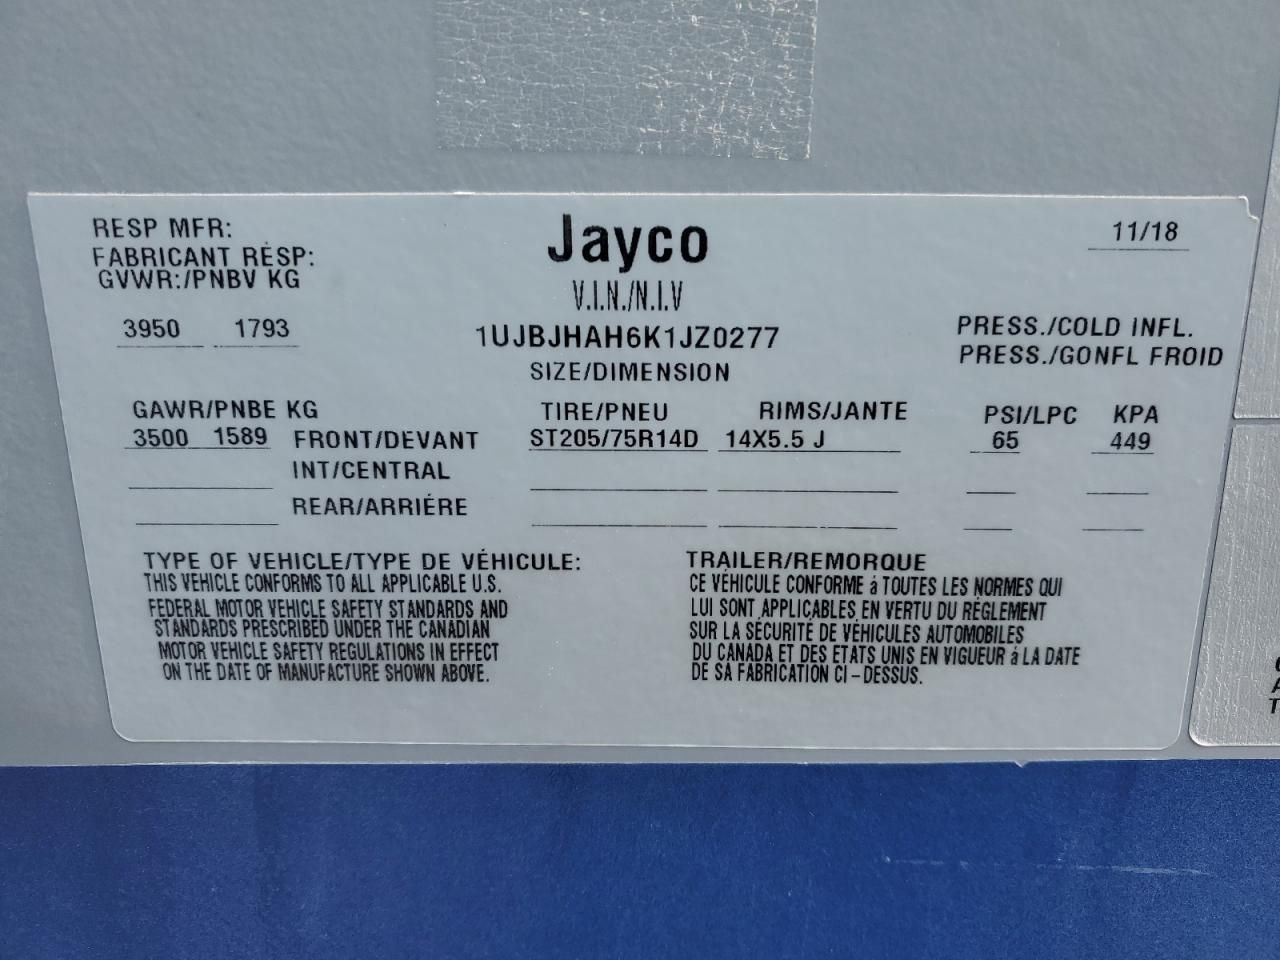 RESP MFR:
FABRICANT RESP:
GVWR:/PNBV KG
Jayco
11/18
V.I.N./N.I.V
3950 1793
1UJBJHAH6K1JZ0277
PRESS./COLD INFL.
PRESS./GONFL FROID
SIZE/DIMENSION
GAWR/PNBE KG TIRE/PNEU RIMS/JANTE PSI/LPC KPA
3500 1589 FRONT/DEVANT ST205/75R14D 14X5.5 J 65 449
INT/CENTRAL
REAR/ARRIÉRE
TYPE OF VEHICLE/TYPE DE VÉHICULE: TRAILER/REMORQUE
THIS VEHICLE CONFORMS TO ALL APPLICABLE U.S.
FEDERAL MOTOR VEHICLE SAFETY STANDARDS AND
STANDARDS PRESCRIBED UNDER THE CANADIAN
MOTOR VEHICLE SAFETY REGULATIONS IN EFFECT
ON THE DATE OF MANUFACTURE SHOWN ABOVE.
CE VÉHICULE CONFORME á TOUTES LES NORMES QUI
LUI SONT APPLICABLES EN VERTU DU RÉGLEMENT
SUR LA SÉCURITÉ DE VÉHICULES AUTOMOBILES
DU CANADA ET DES ETATS UNIS EN VIGUEUR á LA DATE
DE SA FABRICATION CI-DESSUS.